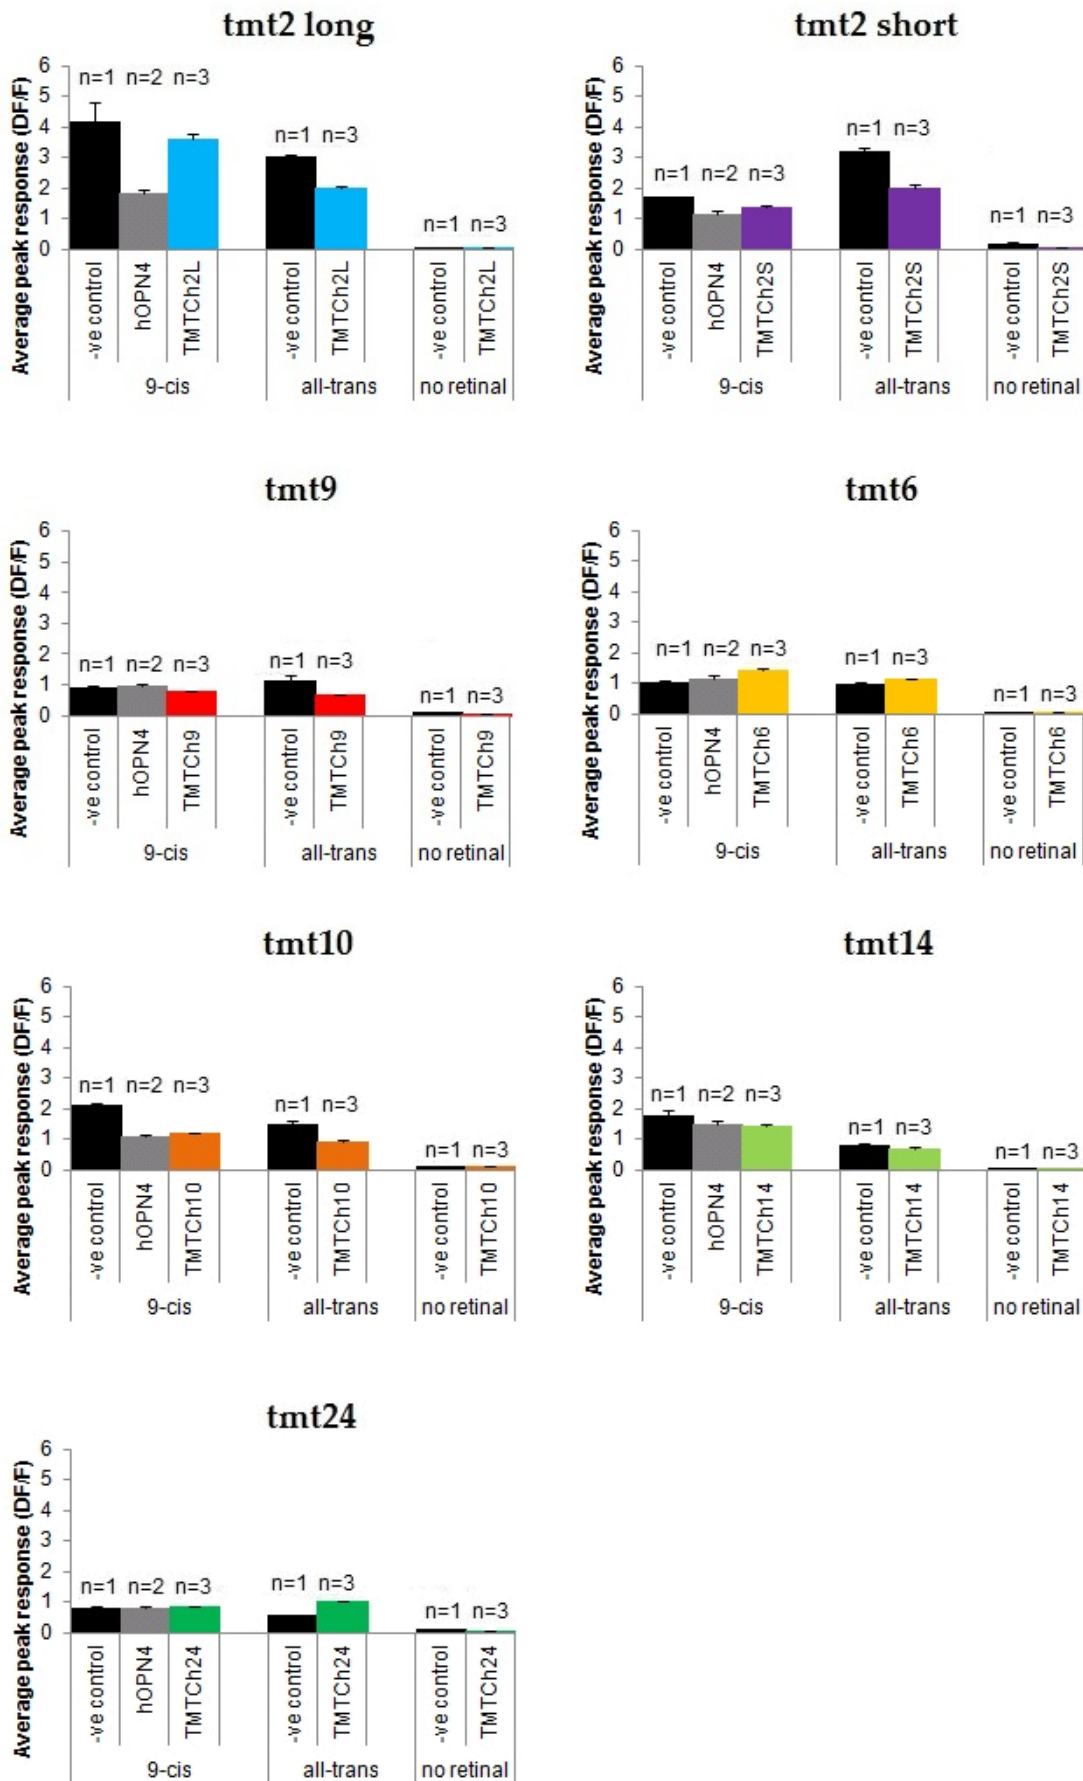 tmt2 long
Average peak response (DF/F)
6
5
4
3
2
1
0
n=1 n=2 n=3
n=1 n=3
n=1 n=3
-ve control
hOPN4
TMTCh2L
-ve control
TMTCh2L
-ve control
TMTCh2L
9-cis
all-trans
no retinal
tmt2 short
Average peak response (DF/F)
6
5
4
3
2
1
0
n=1 n=2 n=3
n=1 n=3
n=1 n=3
-ve control
hOPN4
TMTCh2S
-ve control
TMTCh2S
-ve control
TMTCh2S
9-cis
all-trans
no retinal
tmt9
Average peak response (DF/F)
6
5
4
3
2
1
0
n=1 n=2 n=3
n=1 n=3
n=1 n=3
-ve control
hOPN4
TMTCh9
-ve control
TMTCh9
-ve control
TMTCh9
9-cis
all-trans
no retinal
tmt6
Average peak response (DF/F)
6
5
4
3
2
1
0
n=1 n=2 n=3
n=1 n=3
n=1 n=3
-ve control
hOPN4
TMTCh6
-ve control
TMTCh6
-ve control
TMTCh6
9-cis
all-trans
no retinal
tmt10
Average peak response (DF/F)
6
5
4
3
2
1
0
n=1 n=2 n=3
n=1 n=3
n=1 n=3
-ve control
hOPN4
TMTCh10
-ve control
TMTCh10
-ve control
TMTCh10
9-cis
all-trans
no retinal
tmt14
Average peak response (DF/F)
6
5
4
3
2
1
0
n=1 n=2 n=3
n=1 n=3
n=1 n=3
-ve control
hOPN4
TMTCh14
-ve control
TMTCh14
-ve control
TMTCh14
9-cis
all-trans
no retinal
tmt24
Average peak response (DF/F)
6
5
4
3
2
1
0
n=1 n=2 n=3
n=1 n=3
n=1 n=3
-ve control
hOPN4
TMTCh24
-ve control
TMTCh24
-ve control
TMTCh24
9-cis
all-trans
no retinal